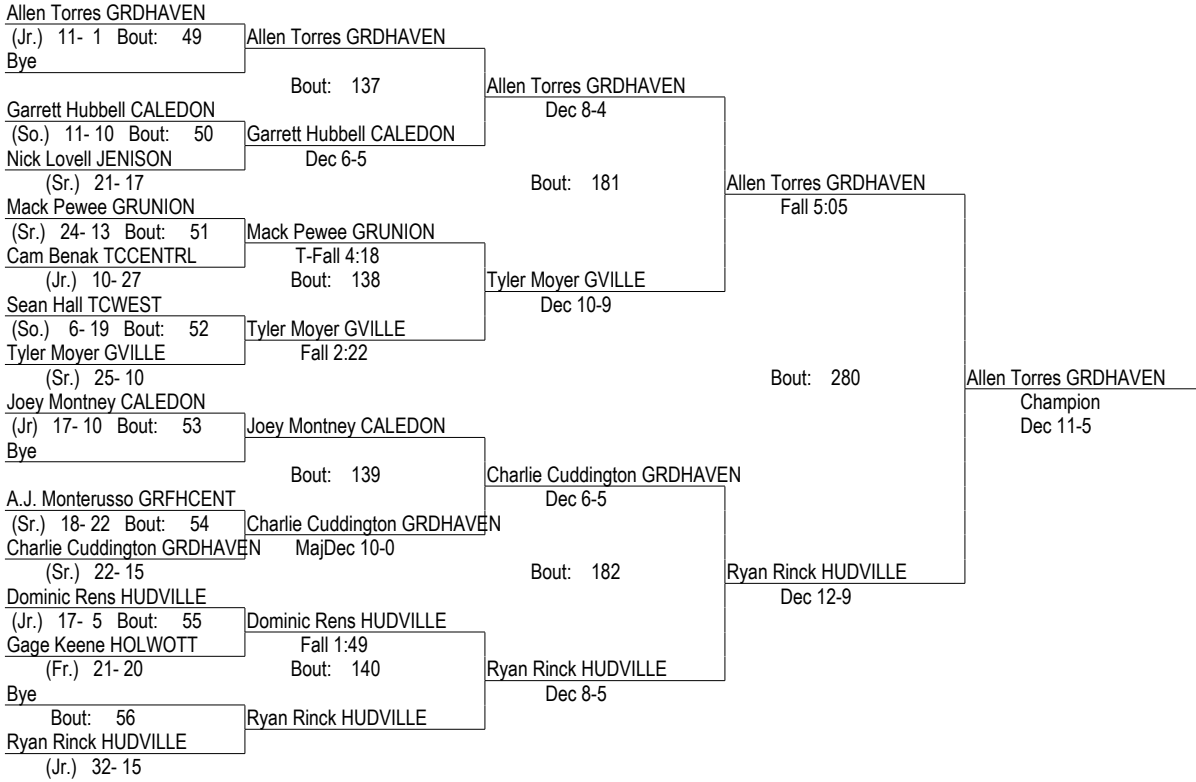 Allen Torres GRDHAVEN
(Jr.) 11- 1 Bout: 49 Allen Torres GRDHAVEN
Bye
Bout: 137 Allen Torres GRDHAVEN
Garrett Hubbell CALEDON Dec 8-4
(So.) 11- 10 Bout: 50 Garrett Hubbell CALEDON
Nick Lovell JENISON Dec 6-5
(Sr.) 21- 17 Bout: 181 Allen Torres GRDHAVEN
Mack Pewee GRUNION Fall 5:05
(Sr.) 24- 13 Bout: 51 Mack Pewee GRUNION
Cam Benak TCCENTRL T-Fall 4:18
(Jr.) 10- 27 Bout: 138 Tyler Moyer GVILLE
Sean Hall TCWEST Dec 10-9
(So.) 6- 19 Bout: 52 Tyler Moyer GVILLE
Tyler Moyer GVILLE Fall 2:22
(Sr.) 25- 10 Bout: 280 Allen Torres GRDHAVEN
Joey Montney CALEDON Champion
(Jr) 17- 10 Bout: 53 Joey Montney CALEDON Dec 11-5
Bye
Bout: 139 Charlie Cuddington GRDHAVEN
A.J. Monterusso GRFHCENT Dec 6-5
(Sr.) 18- 22 Bout: 54 Charlie Cuddington GRDHAVEN
Charlie Cuddington GRDHAVEN MajDec 10-0
(Sr.) 22- 15 Bout: 182 Ryan Rinck HUDVILLE
Dominic Rens HUDVILLE Dec 12-9
(Jr.) 17- 5 Bout: 55 Dominic Rens HUDVILLE
Gage Keene HOLWOTT Fall 1:49
(Fr.) 21- 20 Bout: 140 Ryan Rinck HUDVILLE
Bye Dec 8-5
Bout: 56 Ryan Rinck HUDVILLE
Ryan Rinck HUDVILLE
(Jr.) 32- 15